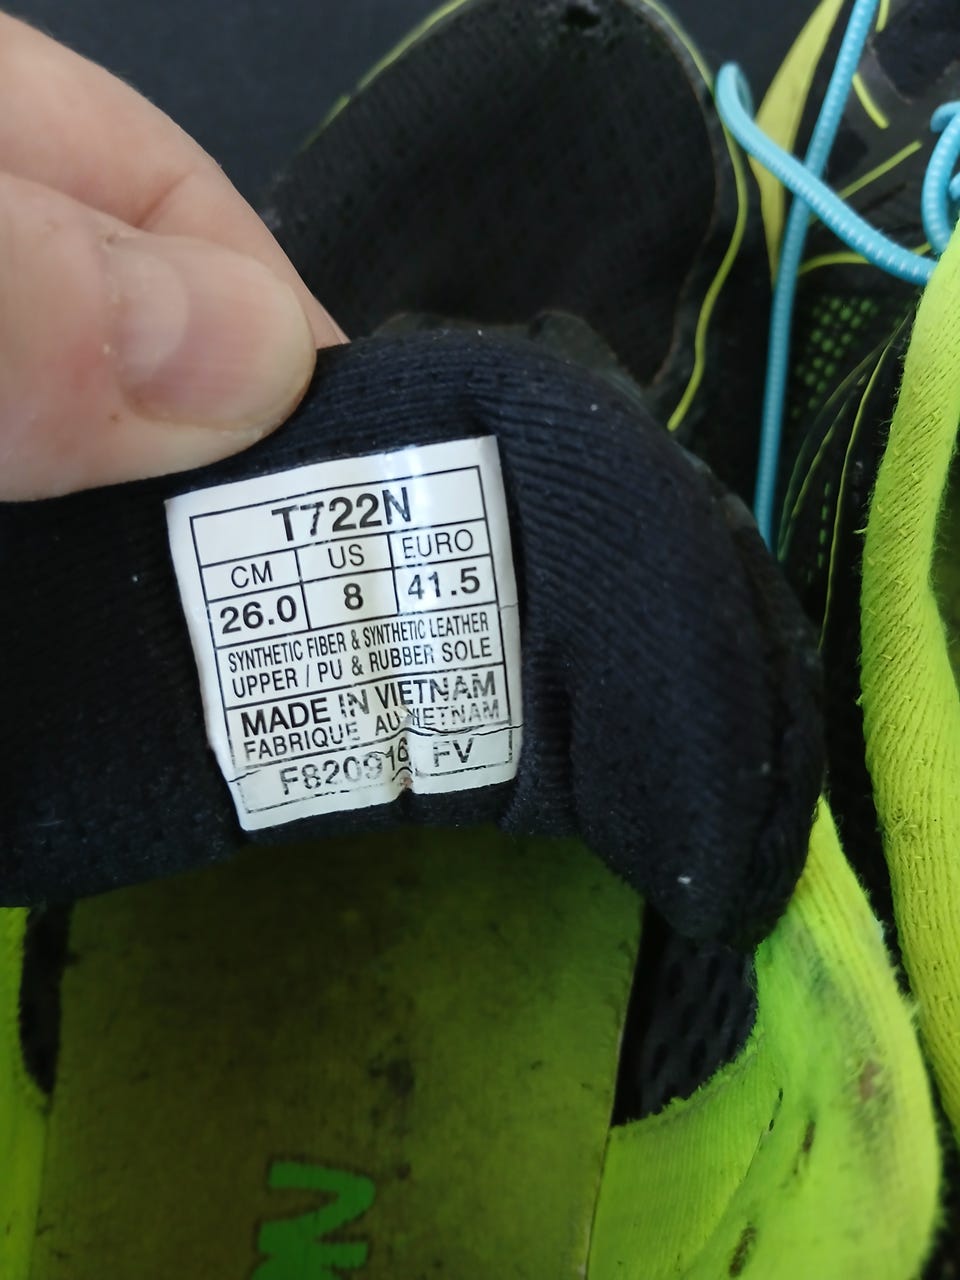 T722N
CM US EURO
26.0 8 41.5
SYNTHETIC FIBER & SYNTHETIC LEATHER
UPPER / PU & RUBBER SOLE
MADE IN VIETNAM
FABRIQUE AU VIETNAM
F820916 FV